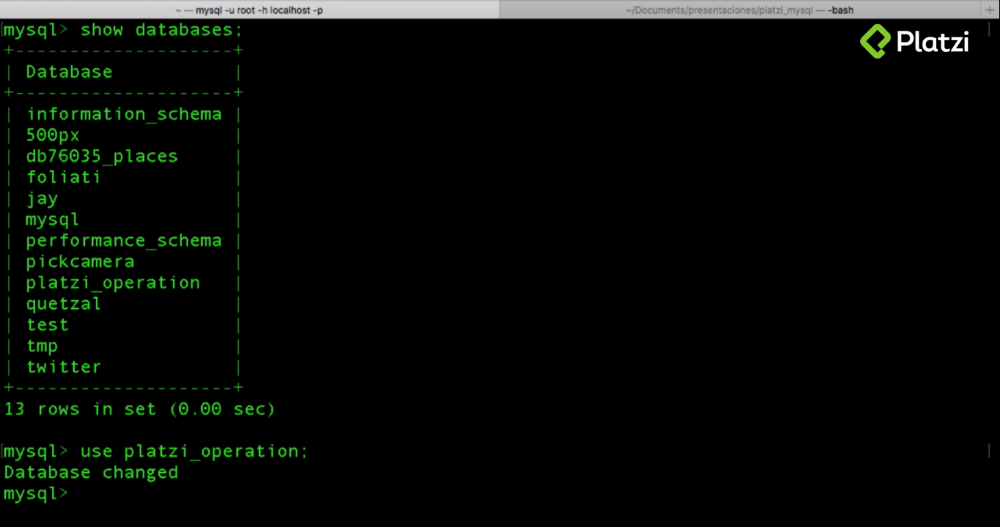 ~ — mysql -u root -h localhost -p
~/Documents/presentaciones/platzi_mysql — -bash
+
mysql> show databases;
Platzi
+--------------------+
| Database           |
+--------------------+
| information_schema |
| 500px              |
| db76035_places     |
| foliati            |
| jay                |
| mysql              |
| performance_schema |
| pickcamera         |
| platzi_operation   |
| quetzal            |
| test               |
| tmp                |
| twitter            |
+--------------------+
13 rows in set (0.00 sec)
mysql> use platzi_operation;
Database changed
mysql>